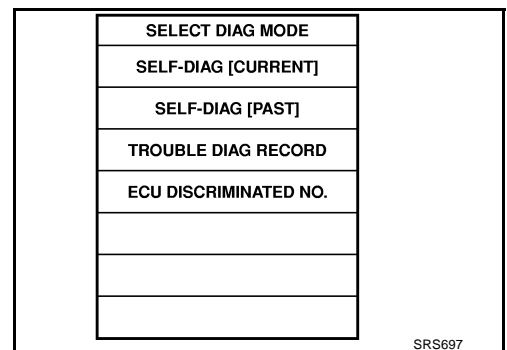 SELECT DIAG MODE
SELF-DIAG [CURRENT]
SELF-DIAG [PAST]
TROUBLE DIAG RECORD
ECU DISCRIMINATED NO.
SRS697